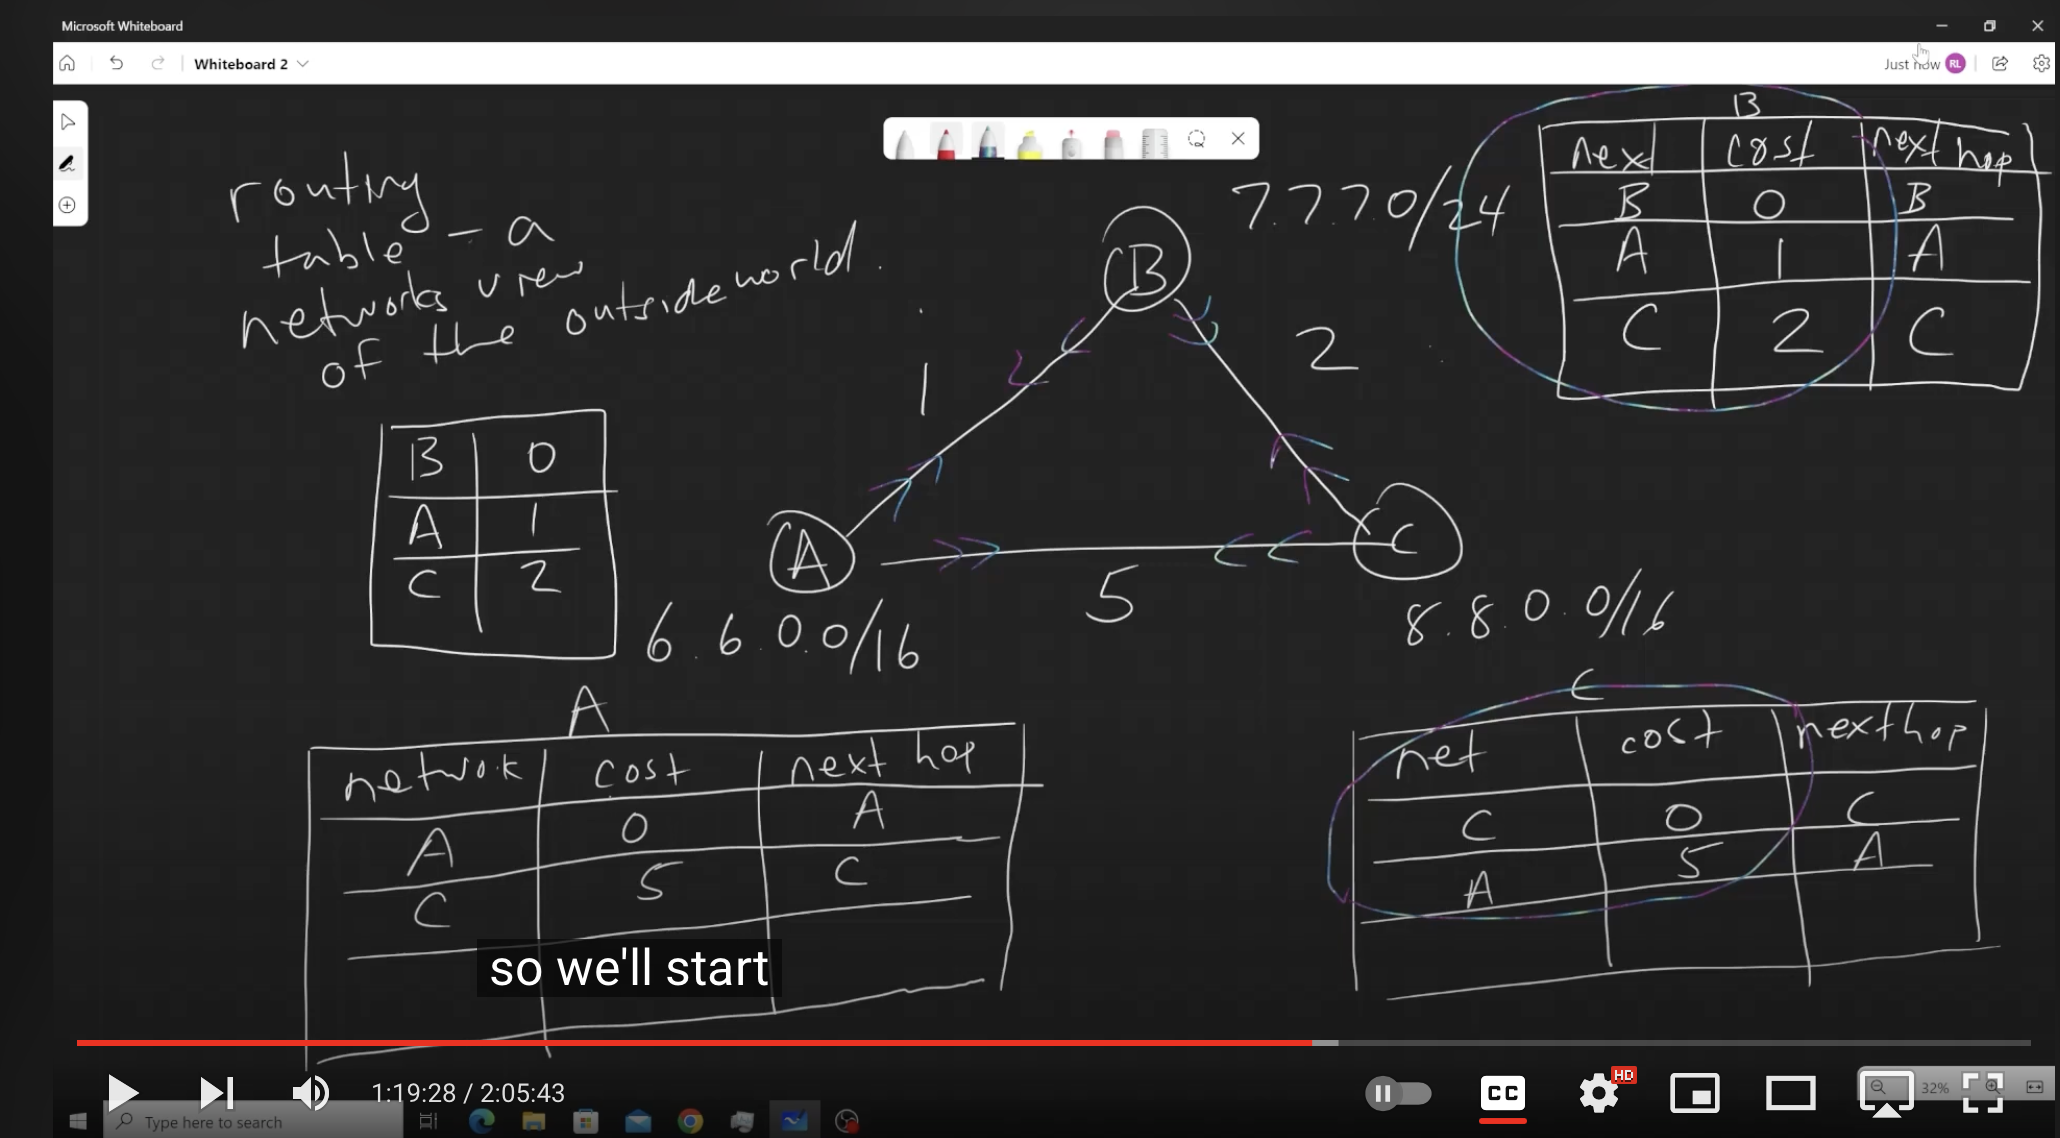 Microsoft Whiteboard
Whiteboard 2
Just now RL
routing
table - a
networks view
of the outside world.
B
next cost next hop
B 0 B
A 1 A
C 2 C
7.7.7.0/24
B
1
2
B 0
A 1
C 2
A
C
5
6.6.0.0/16
8.8.0.0/16
A
network cost next hop
A 0 A
C 5 C
C
net cost next hop
C 0 C
A 5 A
so we'll start
1:19:28 / 2:05:43
CC
HD
32%
Type here to search